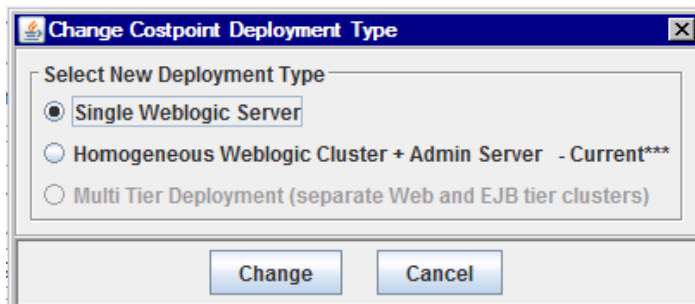 Change Costpoint Deployment Type
Select New Deployment Type
Single Weblogic Server
Homogeneous Weblogic Cluster + Admin Server - Current***
Multi Tier Deployment (separate Web and EJB tier clusters)
Change Cancel